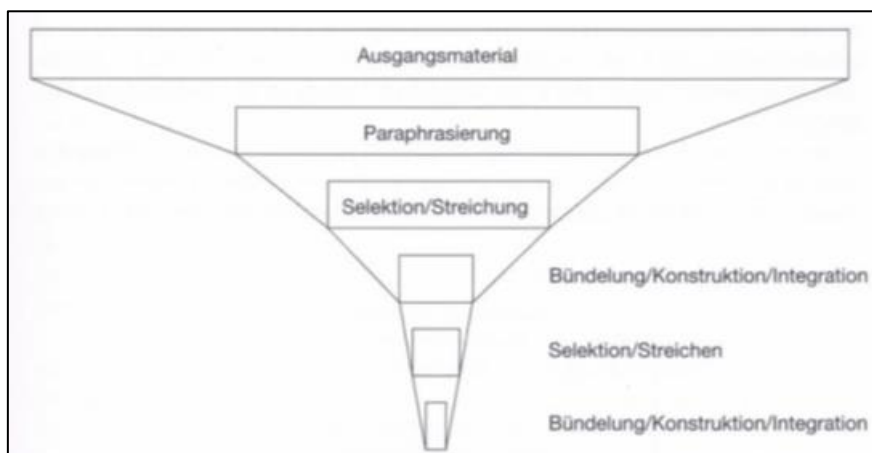 Ausgangsmaterial
Paraphrasierung
Selektion/Streichung
Bündelung/Konstruktion/Integration
Selektion/Streichen
Bündelung/Konstruktion/Integration